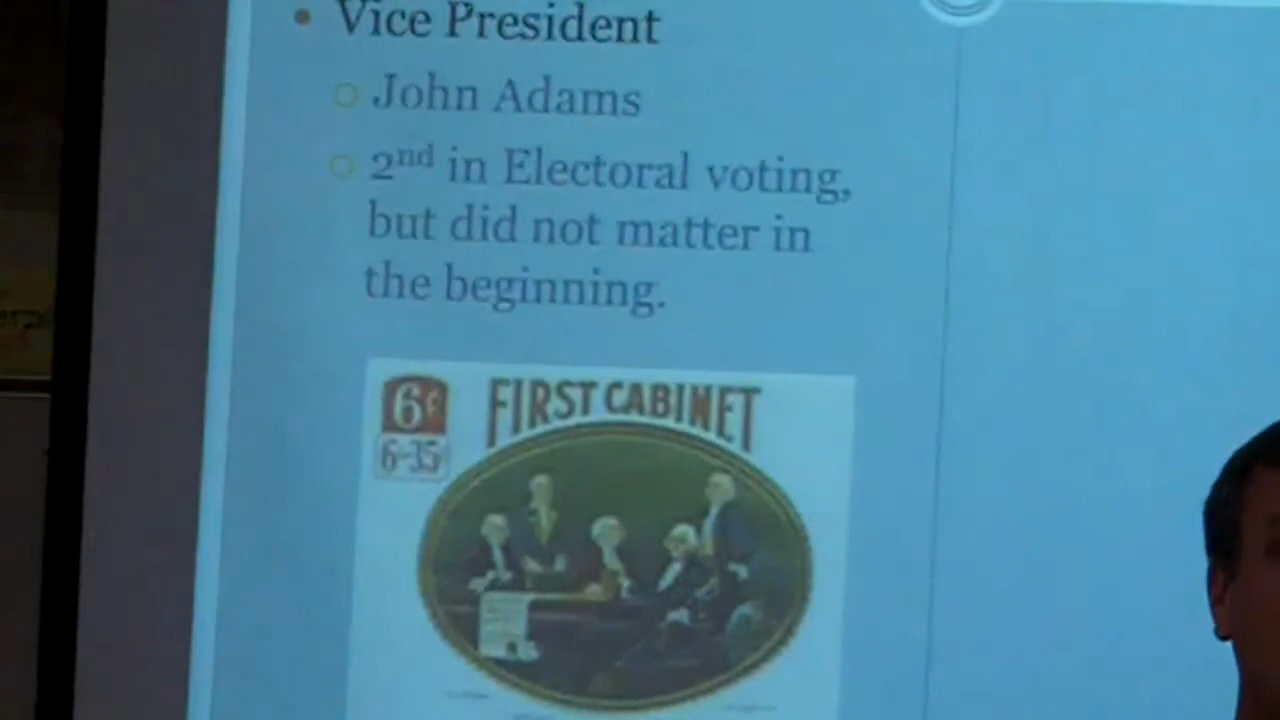 • Vice President
○ John Adams
○ 2nd in Electoral voting,
but did not matter in
the beginning.
FIRST CABINET
6¢
6-35